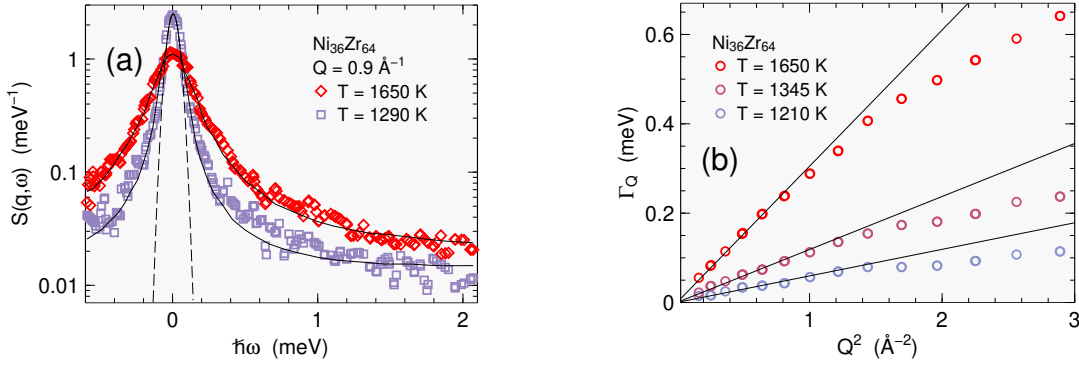 (a)
Ni36Zr64
Q = 0.9 Å−1
T = 1650 K
T = 1290 K
S(q,ω) (meV−1)
1
0.1
0.01
0
1
2
ħω (meV)
(b)
Ni36Zr64
T = 1650 K
T = 1345 K
T = 1210 K
ΓQ (meV)
0.6
0.4
0.2
0
0
1
2
3
Q2 (Å−2)